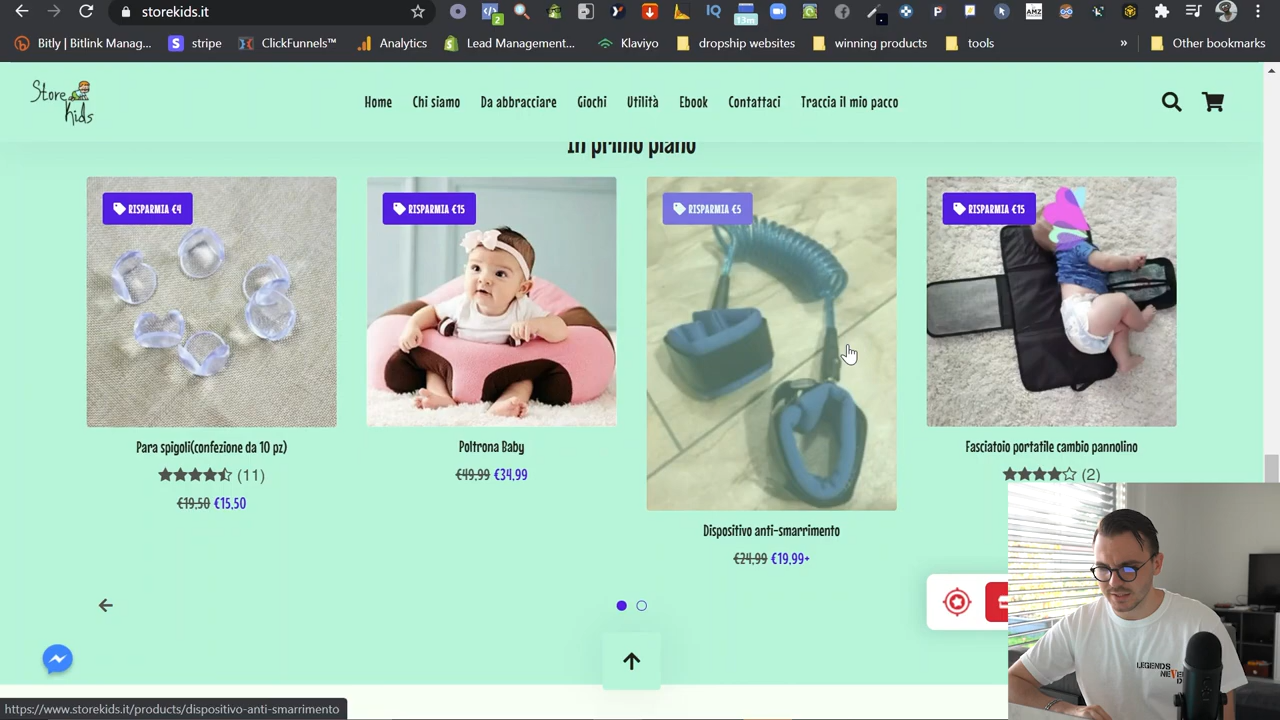 storekids.it
2
13m
AMZ
Bitly | Bitlink Manag...
stripe
ClickFunnels™
Analytics
Lead Management...
Klaviyo
dropship websites
winning products
tools
»
Other bookmarks
Store Kids
Home
Chi siamo
Da abbracciare
Giochi
Utilità
Ebook
Contattaci
Traccia il mio pacco
In primo piano
RISPARMIA €4
RISPARMIA €15
RISPARMIA €5
RISPARMIA €15
Para spigoli(confezione da 10 pz)
(11)
€19,50 €15,50
Poltrona Baby
€49,99 €34,99
Dispositivo anti-smarrimento
€24,99 €19,99+
Fasciatoio portatile cambio pannolino
(2)
LEGENDS
NEVE
D
https://www.storekids.it/products/dispositivo-anti-smarrimento